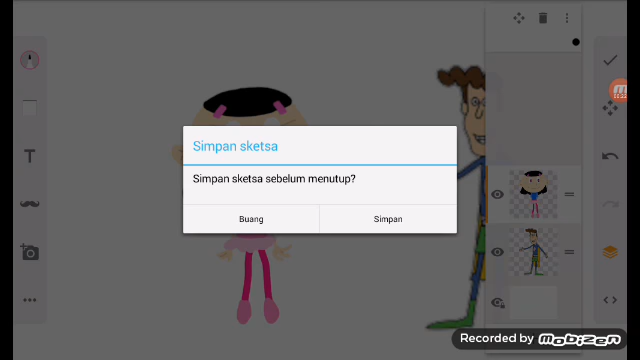 Simpan sketsa
Simpan sketsa sebelum menutup?
Buang
Simpan
T
Recorded by mobizen